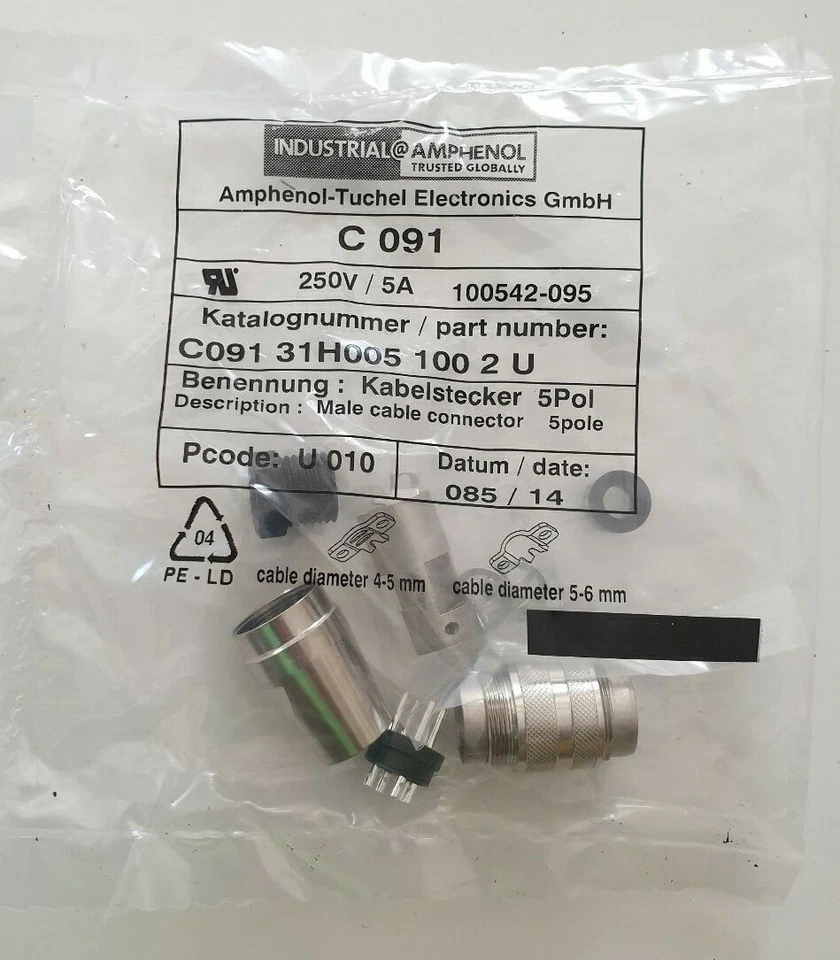 INDUSTRIAL@AMPHENOL
TRUSTED GLOBALLY
Amphenol-Tuchel Electronics GmbH
C 091
RU 250V / 5A 100542-095
Katalognummer / part number:
C091 31H005 100 2 U
Benennung : Kabelstecker 5Pol
Description : Male cable connector 5pole
Pcode: U 010
Datum / date:
085 / 14
04
PE - LD
cable diameter 4-5 mm
cable diameter 5-6 mm